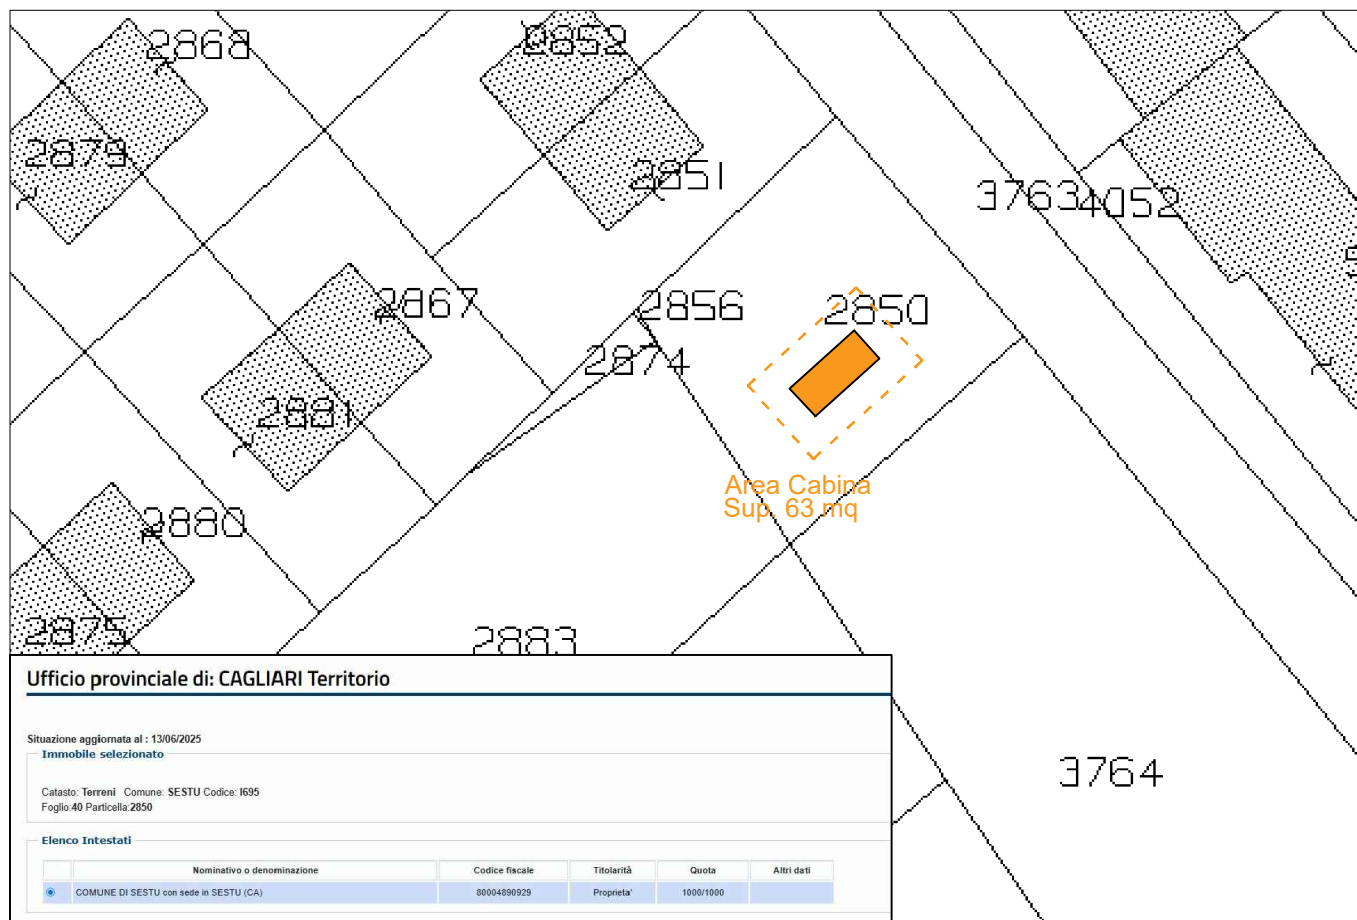 2868
2852
2879
2851
3763
4052
2867
2856
2850
2874
2881
Area Cabina
Sup. 63 mq
2880
2875
2883
3764
Ufficio provinciale di: CAGLIARI Territorio
Situazione aggiornata al : 13/06/2025
Immobile selezionato
Catasto: Terreni Comune: SESTU Codice: I695
Foglio:40 Particella:2850
Elenco Intestati
Nominativo o denominazione Codice fiscale Titolarità Quota Altri dati
COMUNE DI SESTU con sede in SESTU (CA) 80004890929 Proprieta' 1000/1000